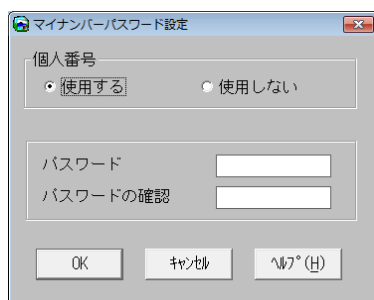 マイナンバーパスワード設定
個人番号
使用する 使用しない
パスワード
パスワードの確認
OK ｷｬﾝｾﾙ ﾍﾙﾌﾟ(H)